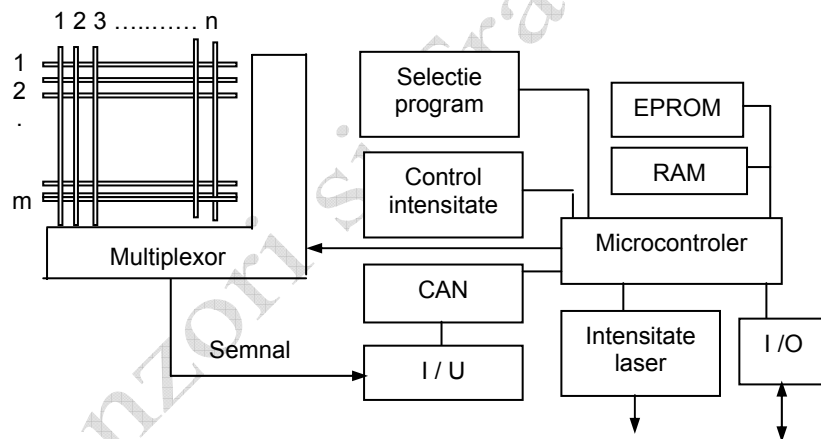 1 2 3 ........... n
1
2
.
m
Selectie
program
EPROM
RAM
Control
intensitate
Multiplexor
Microcontroler
CAN
Semnal
I / U
Intensitate
laser
I /O